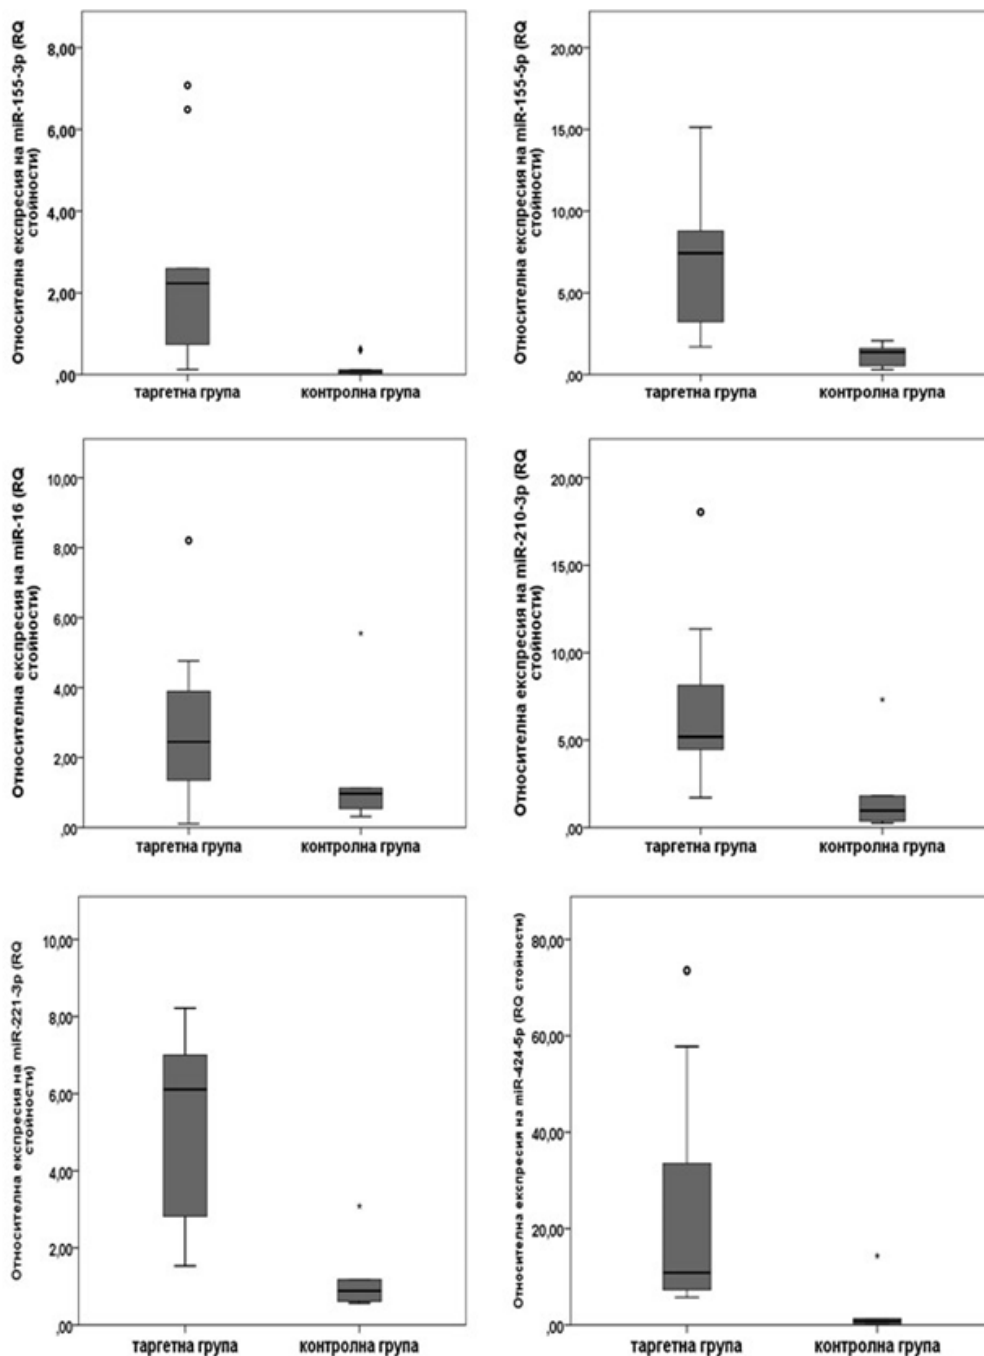 Относителна експресия на miR-155-3p (RQ
стойности)
8,00
6,00
4,00
2,00
,00
таргетна група
контролна група
Относителна експресия на miR-155-5p (RQ
стойности)
20,00
15,00
10,00
5,00
,00
таргетна група
контролна група
Относителна експресия на miR-16 (RQ
стойности)
10,00
8,00
6,00
4,00
2,00
,00
таргетна група
контролна група
Относителна експресия на miR-210-3p (RQ
стойности)
20,00
15,00
10,00
5,00
,00
таргетна група
контролна група
Относителна експресия на miR-221-3p (RQ
стойности)
10,00
8,00
6,00
4,00
2,00
,00
таргетна група
контролна група
Относителна експресия на miR-424-5p (RQ стойности)
80,00
60,00
40,00
20,00
,00
таргетна група
контролна група